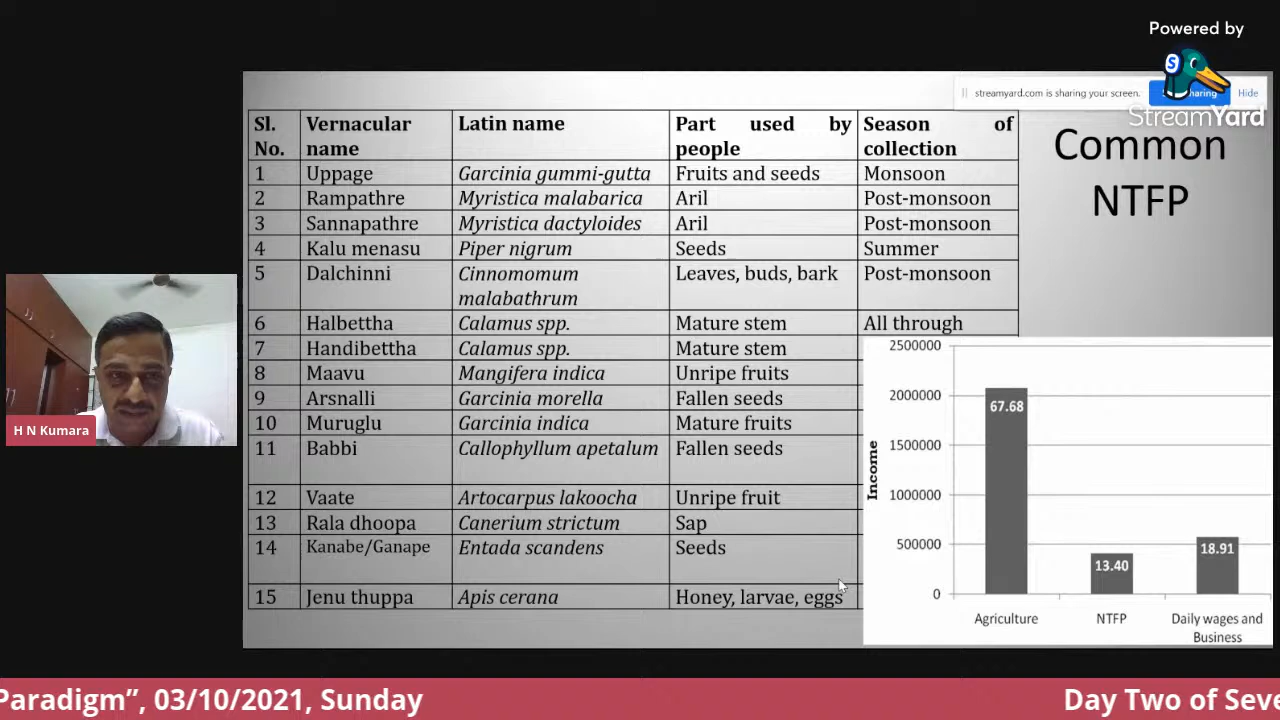 Powered by
StreamYard
streamyard.com is sharing your screen.
Hide
Common
NTFP
Sl. No. Vernacular name Latin name Part used by people Season of collection
1 Uppage Garcinia gummi-gutta Fruits and seeds Monsoon
2 Rampathre Myristica malabarica Aril Post-monsoon
3 Sannapathre Myristica dactyloides Aril Post-monsoon
4 Kalu menasu Piper nigrum Seeds Summer
5 Dalchinni Cinnomomum malabathrum Leaves, buds, bark Post-monsoon
6 Halbettha Calamus spp. Mature stem All through
7 Handibettha Calamus spp. Mature stem
8 Maavu Mangifera indica Unripe fruits
9 Arsnalli Garcinia morella Fallen seeds
10 Muruglu Garcinia indica Mature fruits
11 Babbi Callophyllum apetalum Fallen seeds
12 Vaate Artocarpus lakoocha Unripe fruit
13 Rala dhoopa Canerium strictum Sap
14 Kanabe/Ganape Entada scandens Seeds
15 Jenu thuppa Apis cerana Honey, larvae, eggs
Income
2500000
2000000
1500000
1000000
500000
0
67.68
13.40
18.91
Agriculture
NTFP
Daily wages and
Business
H N Kumara
Paradigm”, 03/10/2021, Sunday
Day Two of Seve